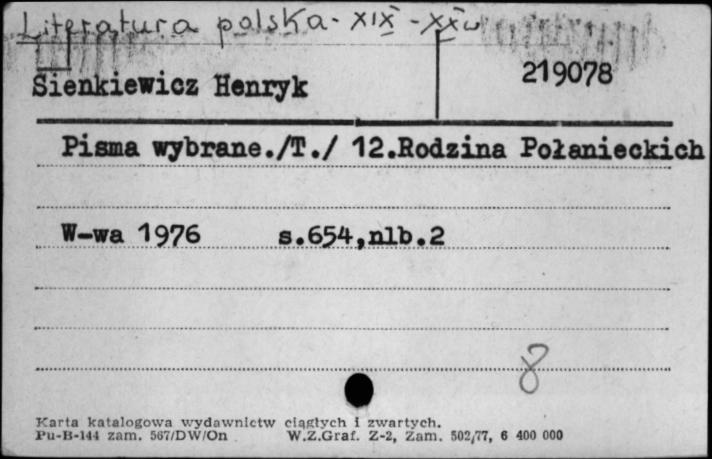 Literatura polska - XIX - XXw
Sienkiewicz Henryk 219078
Pisma wybrane./T./ 12.Rodzina Połanieckich
W-wa 1976 s.654,nlb.2
8
Karta katalogowa wydawnictw ciągłych i zwartych.
Pu-B-144 zam. 567/DW/On W.Z.Graf. Z-2, Zam. 502/77, 6 400 000